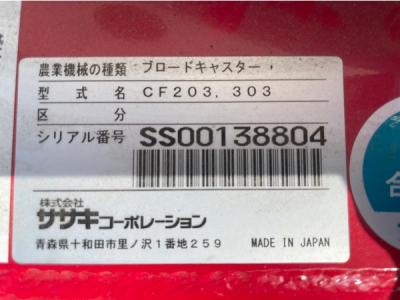 農業機械の種類 ブロードキャスター
型式名 CF203, 303
区分
シリアル番号 SS00138804
株式会社
ササキコーポレーション
青森県十和田市里ノ沢1番地259 MADE IN JAPAN